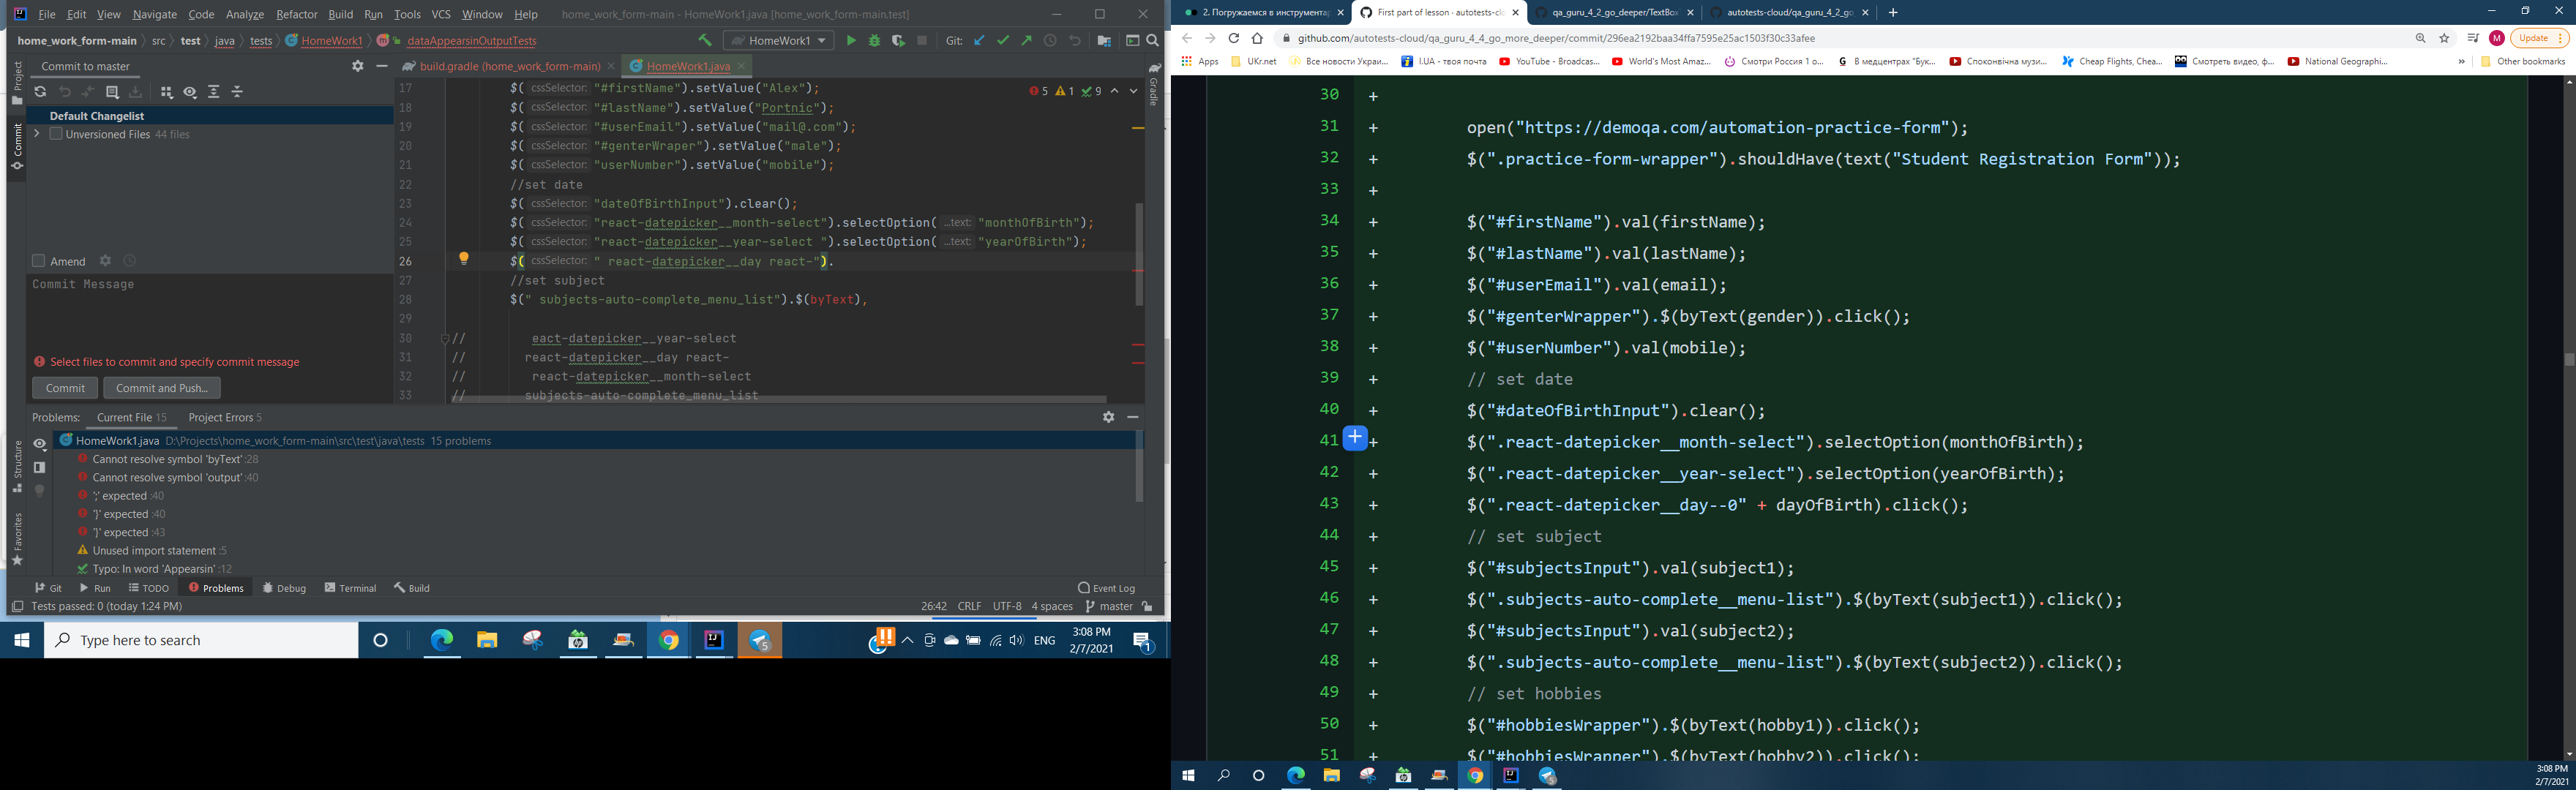 File Edit View Navigate Code Analyze Refactor Build Run Tools VCS Window Help home_work_form-main - HomeWork1.java [home_work_form-main.test]
home_work_form-main src test java tests HomeWork1 dataAppearsinOutputTests HomeWork1 Git:
Commit to master
build.gradle (home_work_form-main) HomeWork1.java
Project
Commit
Structure
Favorites
Gradle
Default Changelist
Unversioned Files 44 files
Amend
Commit Message
Select files to commit and specify commit message
Commit Commit and Push...
5 1 9
17 $( cssSelector: "#firstName").setValue("Alex");
18 $( cssSelector: "#lastName").setValue("Portnic");
19 $( cssSelector: "#userEmail").setValue("mail@.com");
20 $( cssSelector: "#genterWraper").setValue("male");
21 $( cssSelector: "userNumber").setValue("mobile");
22 //set date
23 $( cssSelector: "dateOfBirthInput").clear();
24 $( cssSelector: "react-datepicker__month-select").selectOption( ...text: "monthOfBirth");
25 $( cssSelector: "react-datepicker__year-select ").selectOption( ...text: "yearOfBirth");
26 $( cssSelector: " react-datepicker__day react-").
27 //set subject
28 $(" subjects-auto-complete_menu_list").$(byText),
29
30 // eact-datepicker__year-select
31 // react-datepicker__day react-
32 // react-datepicker__month-select
33 // subjects-auto-complete_menu_list
Problems: Current File 15 Project Errors 5
HomeWork1.java D:\Projects\home_work_form-main\src\test\java\tests 15 problems
Cannot resolve symbol 'byText' :28
Cannot resolve symbol 'output' :40
';' expected :40
'}' expected :40
'}' expected :43
Unused import statement :5
Typo: In word 'Appearsin' :12
Git Run TODO Problems Debug Terminal Build Event Log
Tests passed: 0 (today 1:24 PM) 26:42 CRLF UTF-8 4 spaces master
Type here to search
5
ENG
3:08 PM
2/7/2021
1
2. Погружаемся в инструментар
First part of lesson · autotests-clo
qa_guru_4_2_go_deeper/TextBox
autotests-cloud/qa_guru_4_2_go
github.com/autotests-cloud/qa_guru_4_4_go_more_deeper/commit/296ea2192baa34ffa7595e25ac1503f30c33afee
M
Update
Apps UKr.net Все новости Украи... I.UA - твоя почта YouTube - Broadcas... World's Most Amaz... Смотри Россия 1 о... В медцентрах "Бук... Споконвічна музи... Cheap Flights, Chea... Смотреть видео, ф... National Geographi... » Other bookmarks
30 +
31 + open("https://demoqa.com/automation-practice-form");
32 + $(".practice-form-wrapper").shouldHave(text("Student Registration Form"));
33 +
34 + $("#firstName").val(firstName);
35 + $("#lastName").val(lastName);
36 + $("#userEmail").val(email);
37 + $("#genterWrapper").$(byText(gender)).click();
38 + $("#userNumber").val(mobile);
39 + // set date
40 + $("#dateOfBirthInput").clear();
41 + $(".react-datepicker__month-select").selectOption(monthOfBirth);
42 + $(".react-datepicker__year-select").selectOption(yearOfBirth);
43 + $(".react-datepicker__day--0" + dayOfBirth).click();
44 + // set subject
45 + $("#subjectsInput").val(subject1);
46 + $(".subjects-auto-complete__menu-list").$(byText(subject1)).click();
47 + $("#subjectsInput").val(subject2);
48 + $(".subjects-auto-complete__menu-list").$(byText(subject2)).click();
49 + // set hobbies
50 + $("#hobbiesWrapper").$(byText(hobby1)).click();
51 + $("#hobbiesWrapper").$(byText(hobby2)).click();
3:08 PM
2/7/2021